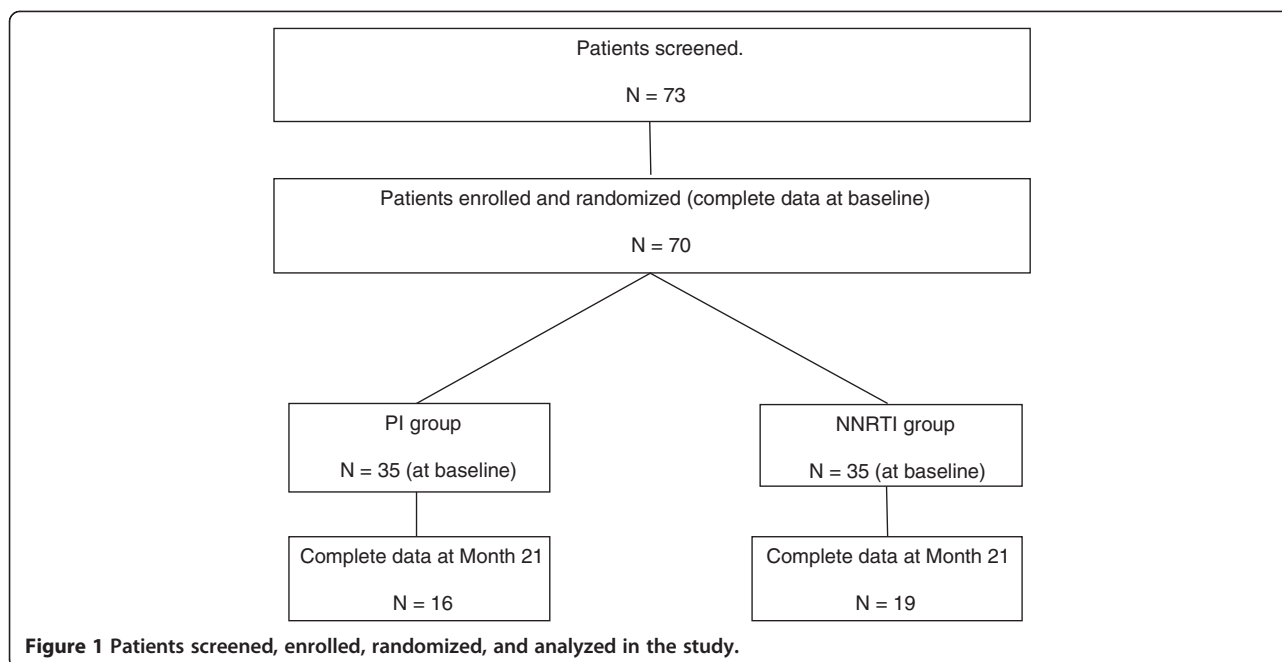 Patients screened.
N = 73
Patients enrolled and randomized (complete data at baseline)
N = 70
PI group
N = 35 (at baseline)
NNRTI group
N = 35 (at baseline)
Complete data at Month 21
N = 16
Complete data at Month 21
N = 19
Figure 1 Patients screened, enrolled, randomized, and analyzed in the study.